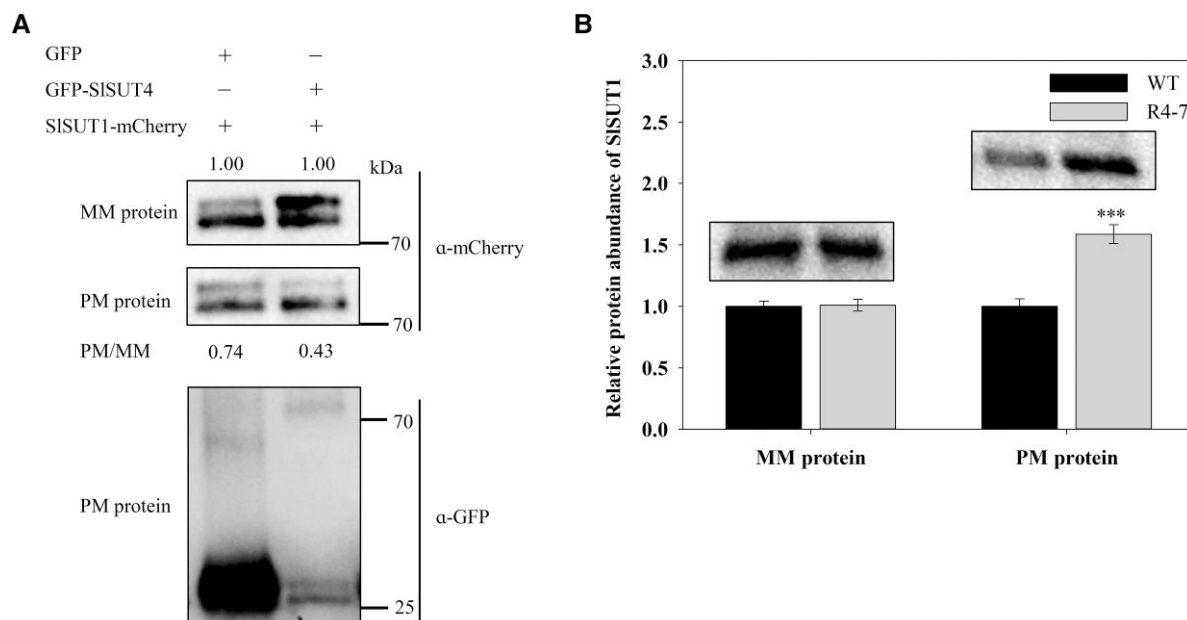 A
GFP + –
GFP-SlSUT4 – +
SlSUT1-mCherry + +
1.00 1.00 kDa
MM protein
70
α-mCherry
PM protein
70
PM/MM 0.74 0.43
70
PM protein
α-GFP
25
B
Relative protein abundance of SlSUT1
3.0
2.5
2.0
1.5
1.0
0.5
0.0
WT
R4-7
***
MM protein PM protein